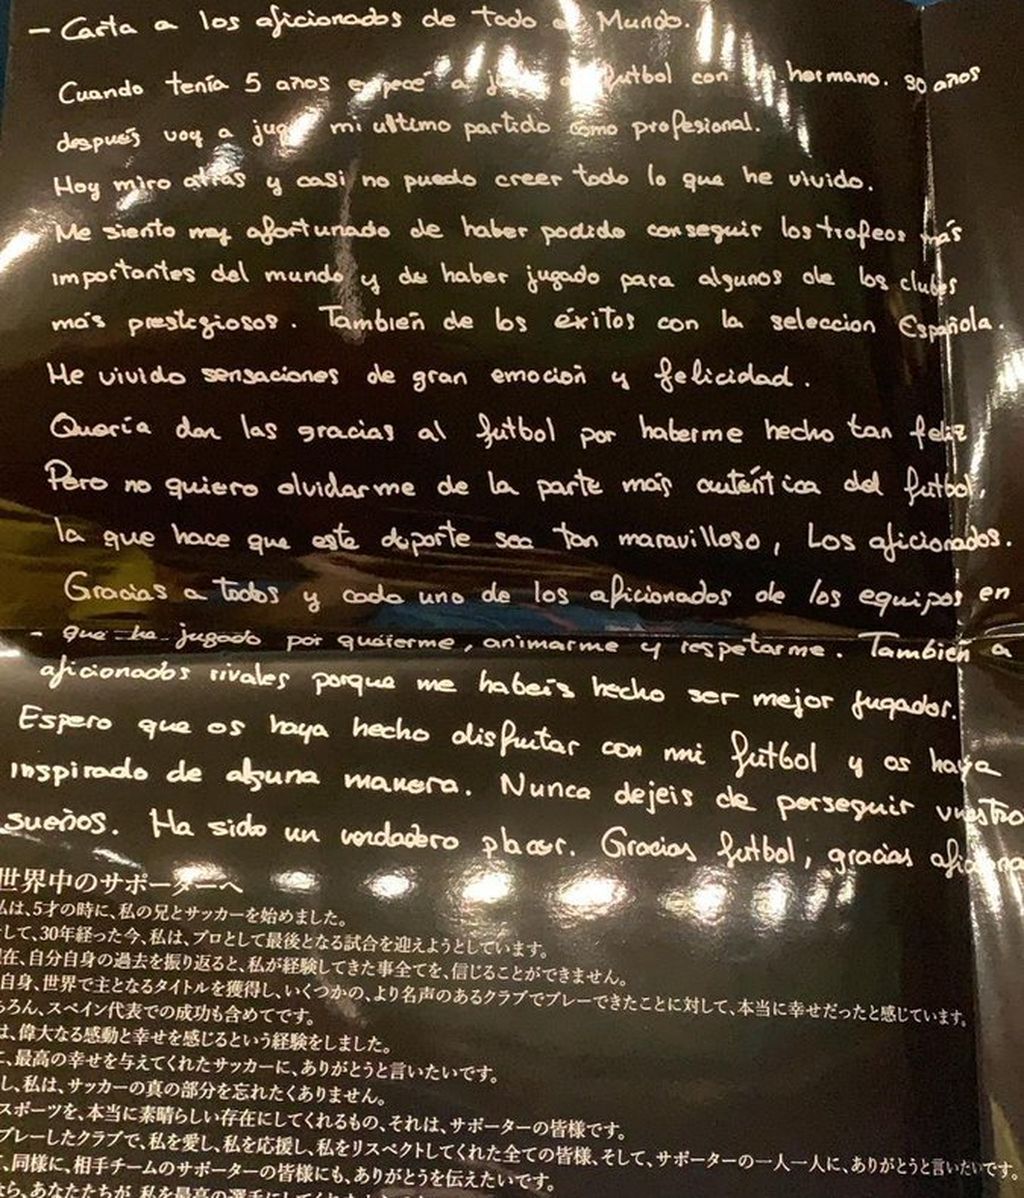 - Carta a los aficionados de todo el Mundo.
Cuando tenía 5 años empecé a futbol con hermano. 30 años
después voy a mi ultimo partido como profesional.
Hoy miro atrás y casi no puedo creer todo lo que he vivido.
Me siento muy afortunado de haber podido conseguir los trofeos más
importantes del mundo y de haber jugado para algunos de los clubes
más prestigiosos. También de los éxitos con la seleccion Española.
He vivido sensaciones de gran emoción y felicidad.
Quería dar las gracias al futbol por haberme hecho tan feliz
Pero no quiero olvidarme de la parte más auténtica del futbol,
la que hace que este deporte sea tan maravilloso, Los aficionados.
Gracias a todos y cada uno de los aficionados de los equipos en
- que he jugado por quererme, animarme y respetarme. También a
aficionados rivales porque me habeis hecho ser mejor jugador.
Espero que os haya hecho disfrutar con mi futbol y os haya
inspirado de alguna manera. Nunca dejeis de perseguir vuestro
sueños. Ha sido un verdadero placer. Gracias futbol, gracias
世界中のサポーターへ
私は、5才の時に、私の兄とサッカーを始めました。
して、30年経った今、私は、プロとして最後となる試合を迎えようとしています。
在、自分自身の過去を振り返ると、私が経験してきた事全てを、信じることができません。
自身、世界で主となるタイトルを獲得し、いくつかの、より名声のあるクラブでプレーできたことに対して、本当に幸せだったと感じています。
ろん、スペイン代表での成功も含めてです。
は、偉大なる感動と幸せを感じるという経験をしました。
に、最高の幸せを与えてくれたサッカーに、ありがとうと言いたいです。
し、私は、サッカーの真の部分を忘れたくありません。
スポーツを、本当に素晴らしい存在にしてくれるもの、それは、サポーターの皆様です。
プレーしたクラブで、私を愛し、私を応援し、私をリスペクトしてくれた全ての皆様、そして、サポーターの一人一人に、ありがとうと言いたいです。
、同様に、相手チームのサポーターの皆様にも、ありがとうを伝えたいです。
なら、あなたたちが、私を最高の選手にしてくれた